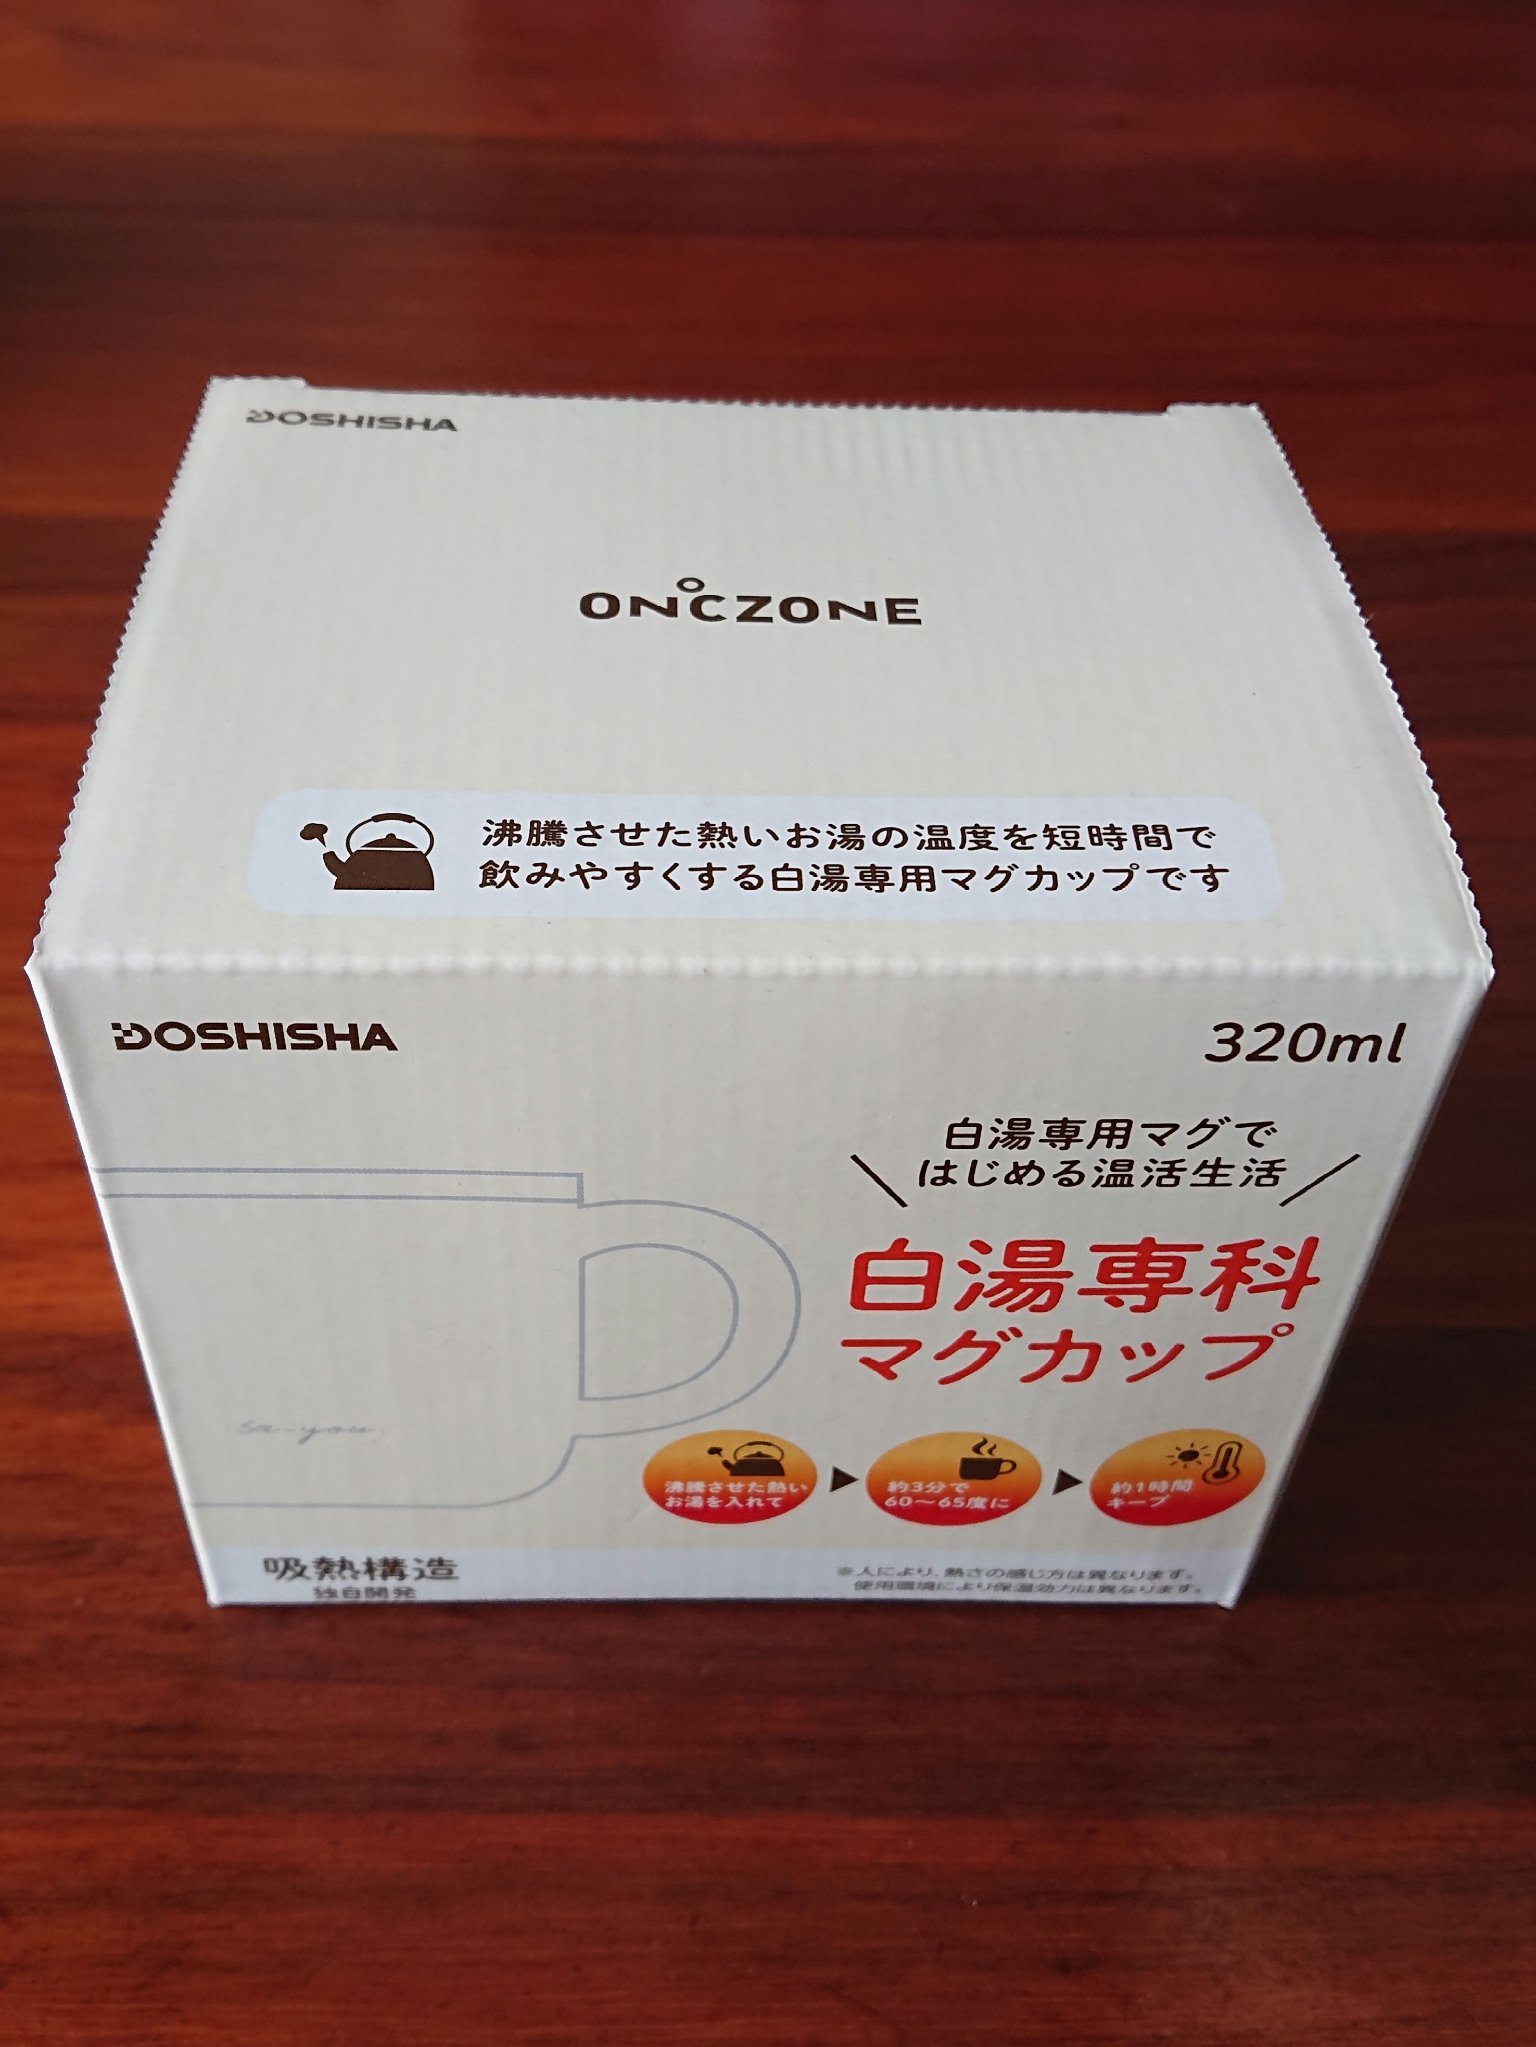 DOSHISHA
ON℃ZONE
沸騰させた熱いお湯の温度を短時間で
飲みやすくする白湯専用マグカップです
DOSHISHA
320ml
白湯専用マグで
はじめる温活生活
白湯専科
マグカップ
sa-you.
沸騰させた熱い
お湯を入れて
約3分で
60～65度に
約1時間
キープ
吸熱構造
独自開発
※人により、熱さの感じ方は異なります。
使用環境により保温効力は異なります。